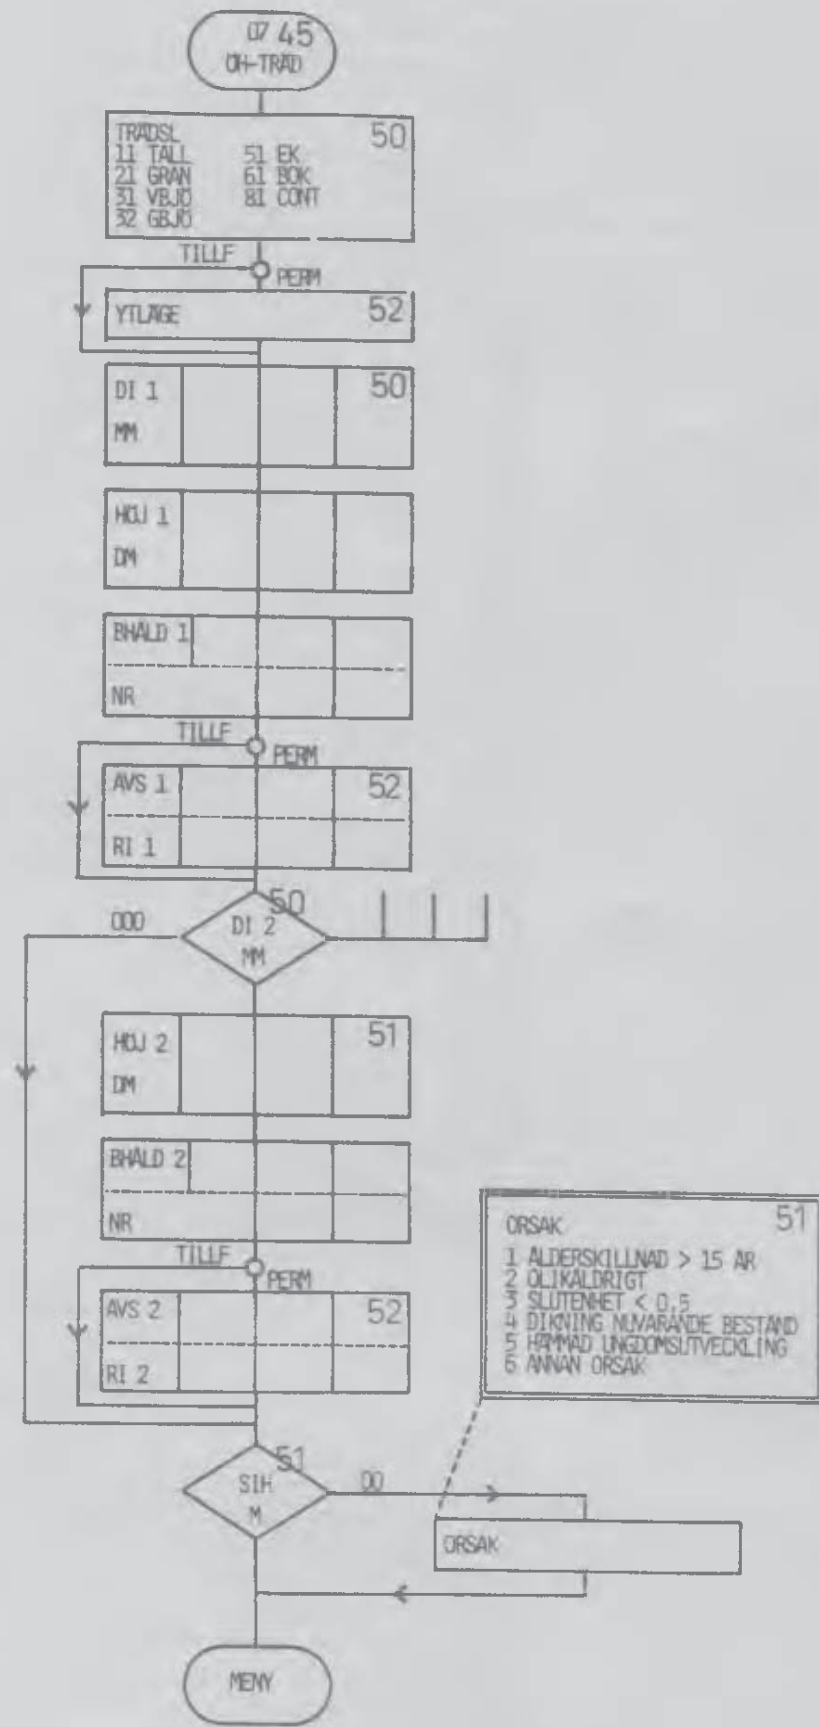 07 45
ÖH-TRÄD
TRÄDSL 50
11 TALL 51 EK
21 GRAN 61 BOK
31 VBJÖ 81 CONT
32 GBJÖ
TILLF
PERM
YTLÄGE 52
DI 1 50
MM
HÖJ 1
DM
BHÅLD 1
NR
TILLF
PERM
AVS 1 52
RI 1
50
000
DI 2
MM
HÖJ 2 51
DM
BHÅLD 2
NR
TILLF
PERM
AVS 2 52
RI 2
ORSAK 51
1 ÅLDERSKILLNAD > 15 ÅR
2 OLIKÅLDRIGT
3 SLUTENHET < 0,5
4 DIKNING NUVARANDE BESTÅND
5 HÄMMAD UNGDOMSUTVECKLING
6 ANNAN ORSAK
51
SIH 00
M
ORSAK
MENY